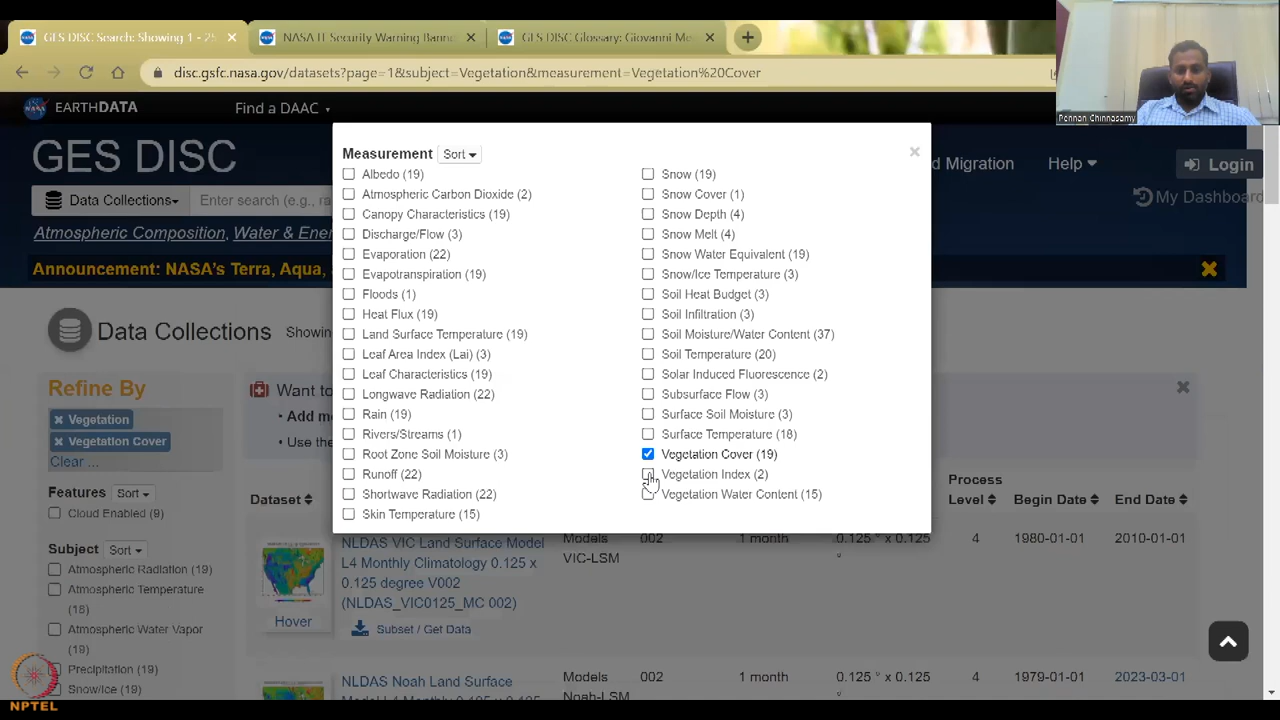 GES DISC Search: Showing 1 - 25
NASA IT Security Warning Bann
GES DISC Glossary: Giovanni Me
disc.gsfc.nasa.gov/datasets?page=1&subject=Vegetation&measurement=Vegetation%20Cover
Pennan Chinnasamy
EARTHDATA
Find a DAAC
GES DISC
d Migration
Help
Login
Data Collections
Enter search (e.g., ra
My Dashboard
Atmospheric Composition, Water & Ener
Announcement: NASA's Terra, Aqua,
Measurement
Sort
Albedo (19)
Atmospheric Carbon Dioxide (2)
Canopy Characteristics (19)
Discharge/Flow (3)
Evaporation (22)
Evapotranspiration (19)
Floods (1)
Heat Flux (19)
Land Surface Temperature (19)
Leaf Area Index (Lai) (3)
Leaf Characteristics (19)
Longwave Radiation (22)
Rain (19)
Rivers/Streams (1)
Root Zone Soil Moisture (3)
Runoff (22)
Shortwave Radiation (22)
Skin Temperature (15)
Snow (19)
Snow Cover (1)
Snow Depth (4)
Snow Melt (4)
Snow Water Equivalent (19)
Snow/Ice Temperature (3)
Soil Heat Budget (3)
Soil Infiltration (3)
Soil Moisture/Water Content (37)
Soil Temperature (20)
Solar Induced Fluorescence (2)
Subsurface Flow (3)
Surface Soil Moisture (3)
Surface Temperature (18)
Vegetation Cover (19)
Vegetation Index (2)
Vegetation Water Content (15)
Data Collections
Showin
Refine By
Vegetation
Vegetation Cover
Clear ...
Features
Sort
Cloud Enabled (9)
Subject
Sort
Atmospheric Radiation (19)
Atmospheric Temperature
(18)
Atmospheric Water Vapor
(19)
Precipitation (19)
Snow/Ice (19)
Want to
• Add m
• Use the
Dataset
Process
Level
Begin Date
End Date
NLDAS VIC Land Surface Model
L4 Monthly Climatology 0.125 x
0.125 degree V002
(NLDAS_VIC0125_MC 002)
Hover
Subset / Get Data
Models
VIC-LSM
002
1 month
0.125 ° x 0.125
°
4
1980-01-01
2010-01-01
NLDAS Noah Land Surface
Models
Noah-LSM
002
1 month
0.125 ° x 0.125
°
4
1979-01-01
2023-03-01
NPTEL